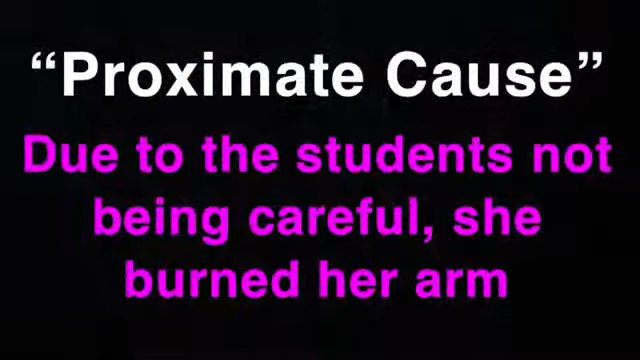 “Proximate Cause”
Due to the students not
being careful, she
burned her arm